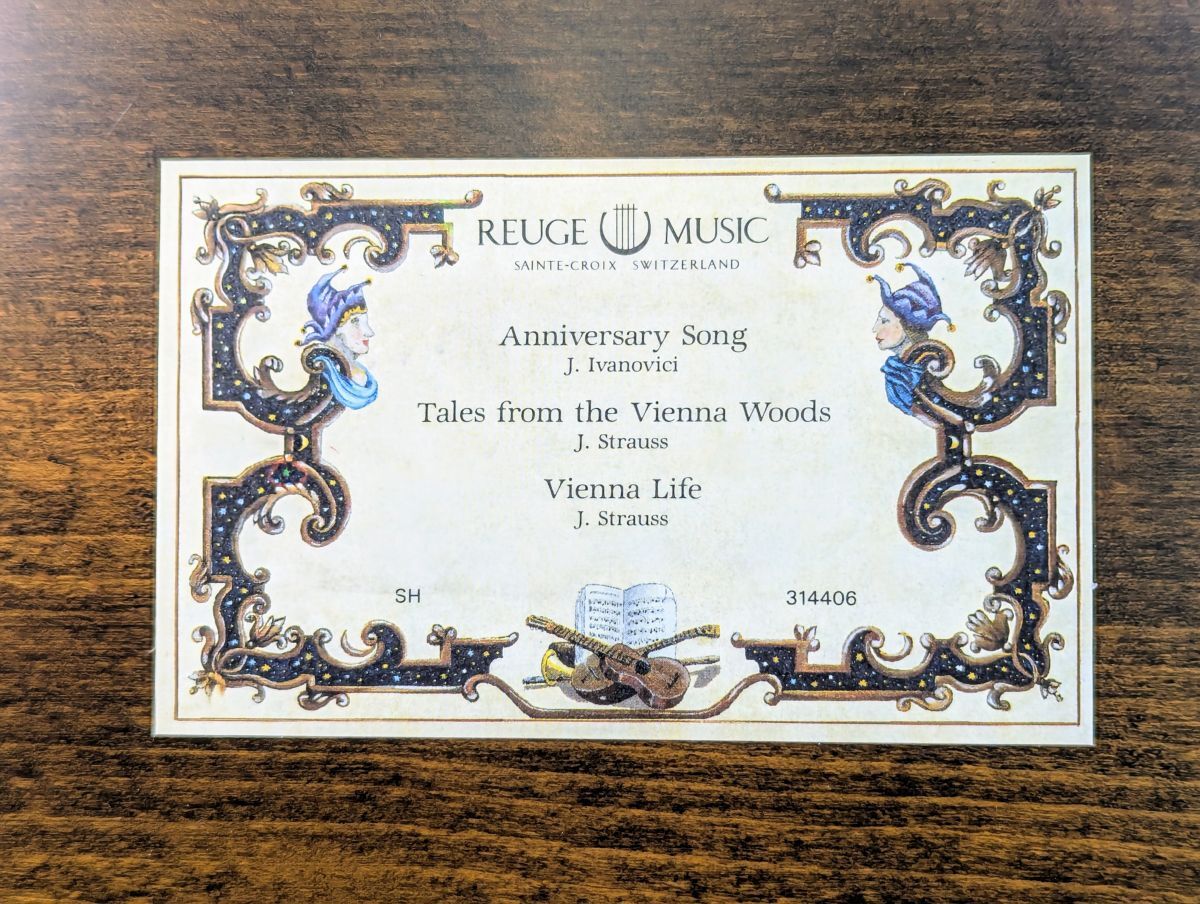 REUGE MUSIC
SAINTE-CROIX SWITZERLAND
Anniversary Song
J. Ivanovici
Tales from the Vienna Woods
J. Strauss
Vienna Life
J. Strauss
SH 314406